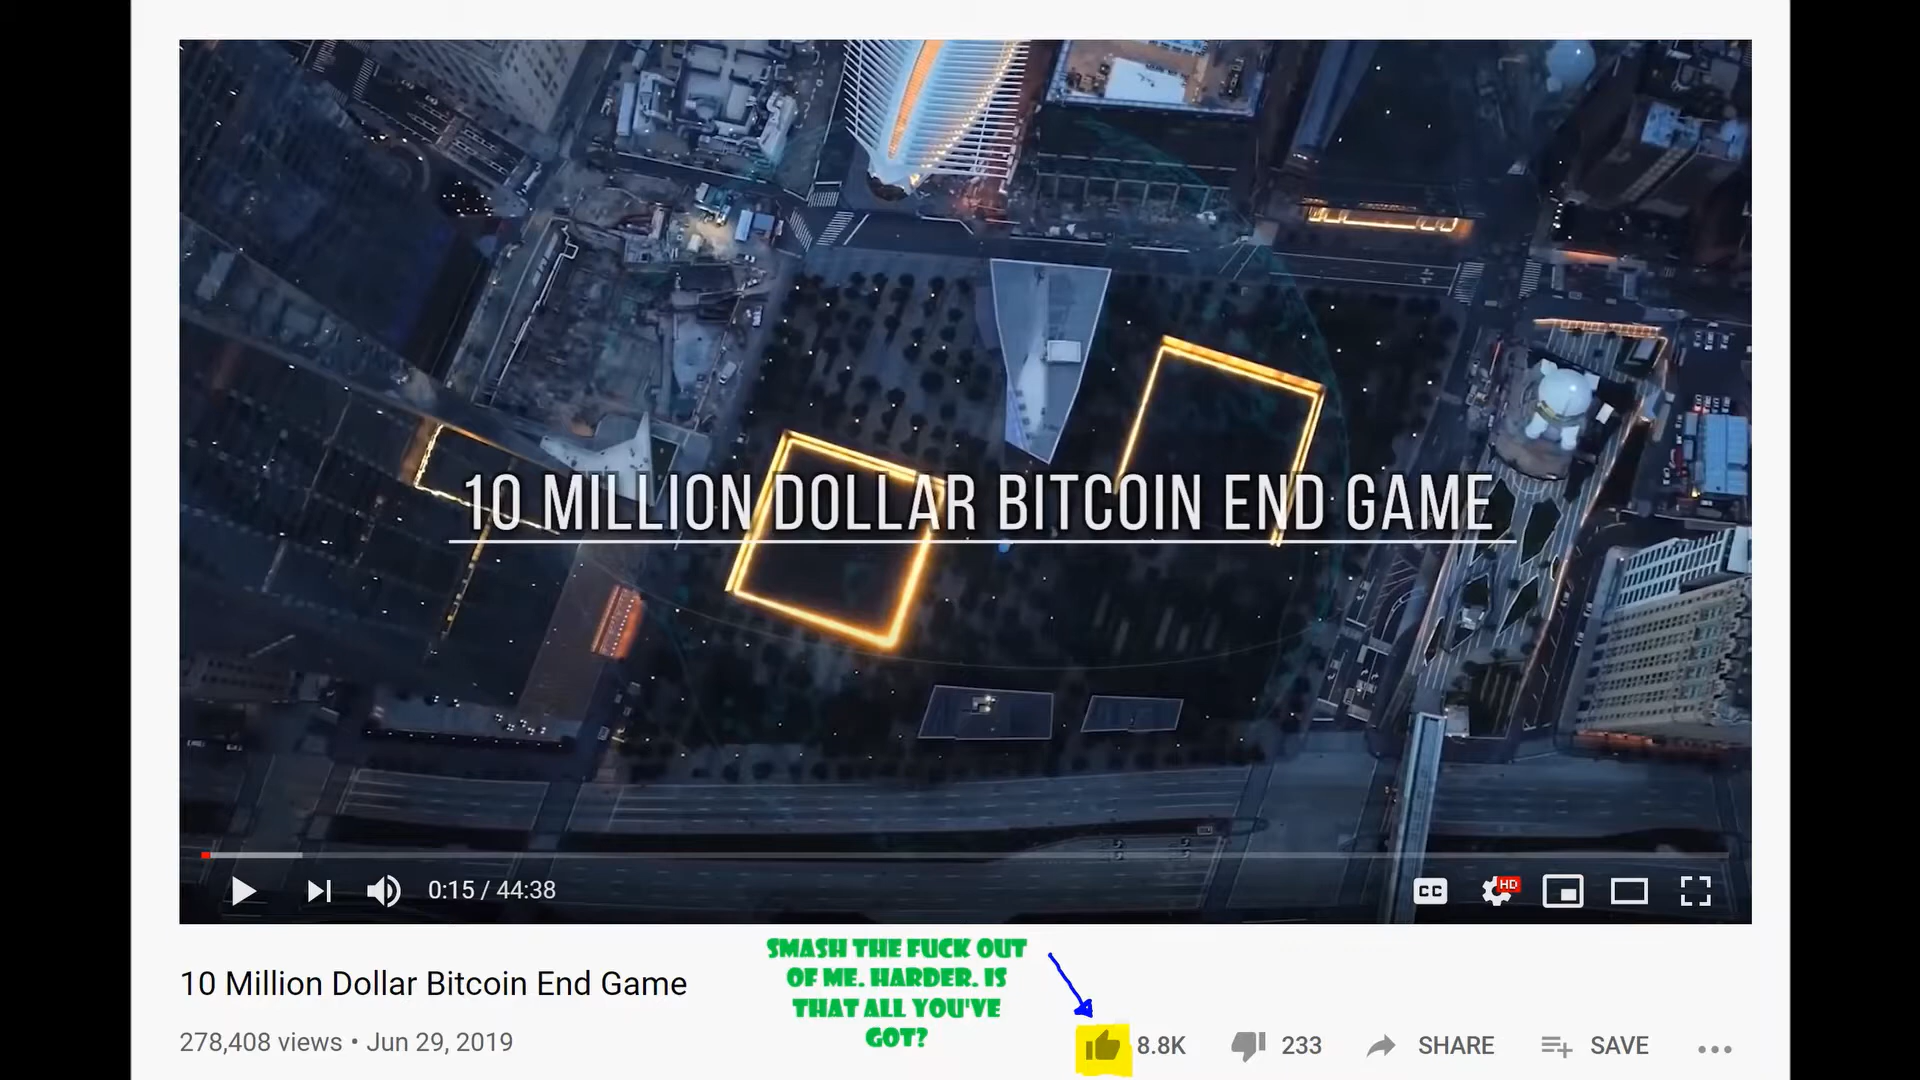 10 MILLION DOLLAR BITCOIN END GAME
0:15 / 44:38
CC
HD
SMASH THE FUCK OUT
OF ME. HARDER. IS
THAT ALL YOU'VE
GOT?
10 Million Dollar Bitcoin End Game
278,408 views • Jun 29, 2019
8.8K
233
SHARE
SAVE